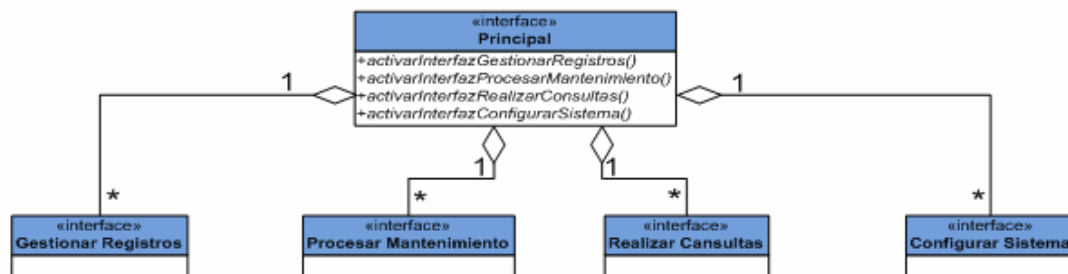 «interface»
Principal
+activarInterfazGestionarRegistros()
+activarInterfazProcesarMantenimiento()
+activarInterfazRealizarConsultas()
+activarInterfazConfigurarSistema()
1
1
1
1
*
*
*
*
«interface»
Gestionar Registros
«interface»
Procesar Mantenimiento
«interface»
Realizar Cansultas
«interface»
Configurar Sistema